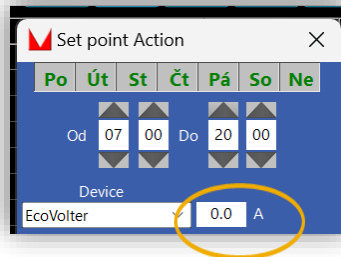 Set point Action
Po Út St Čt Pá So Ne
Od 07 00 Do 20 00
Device
EcoVolter 0.0 A